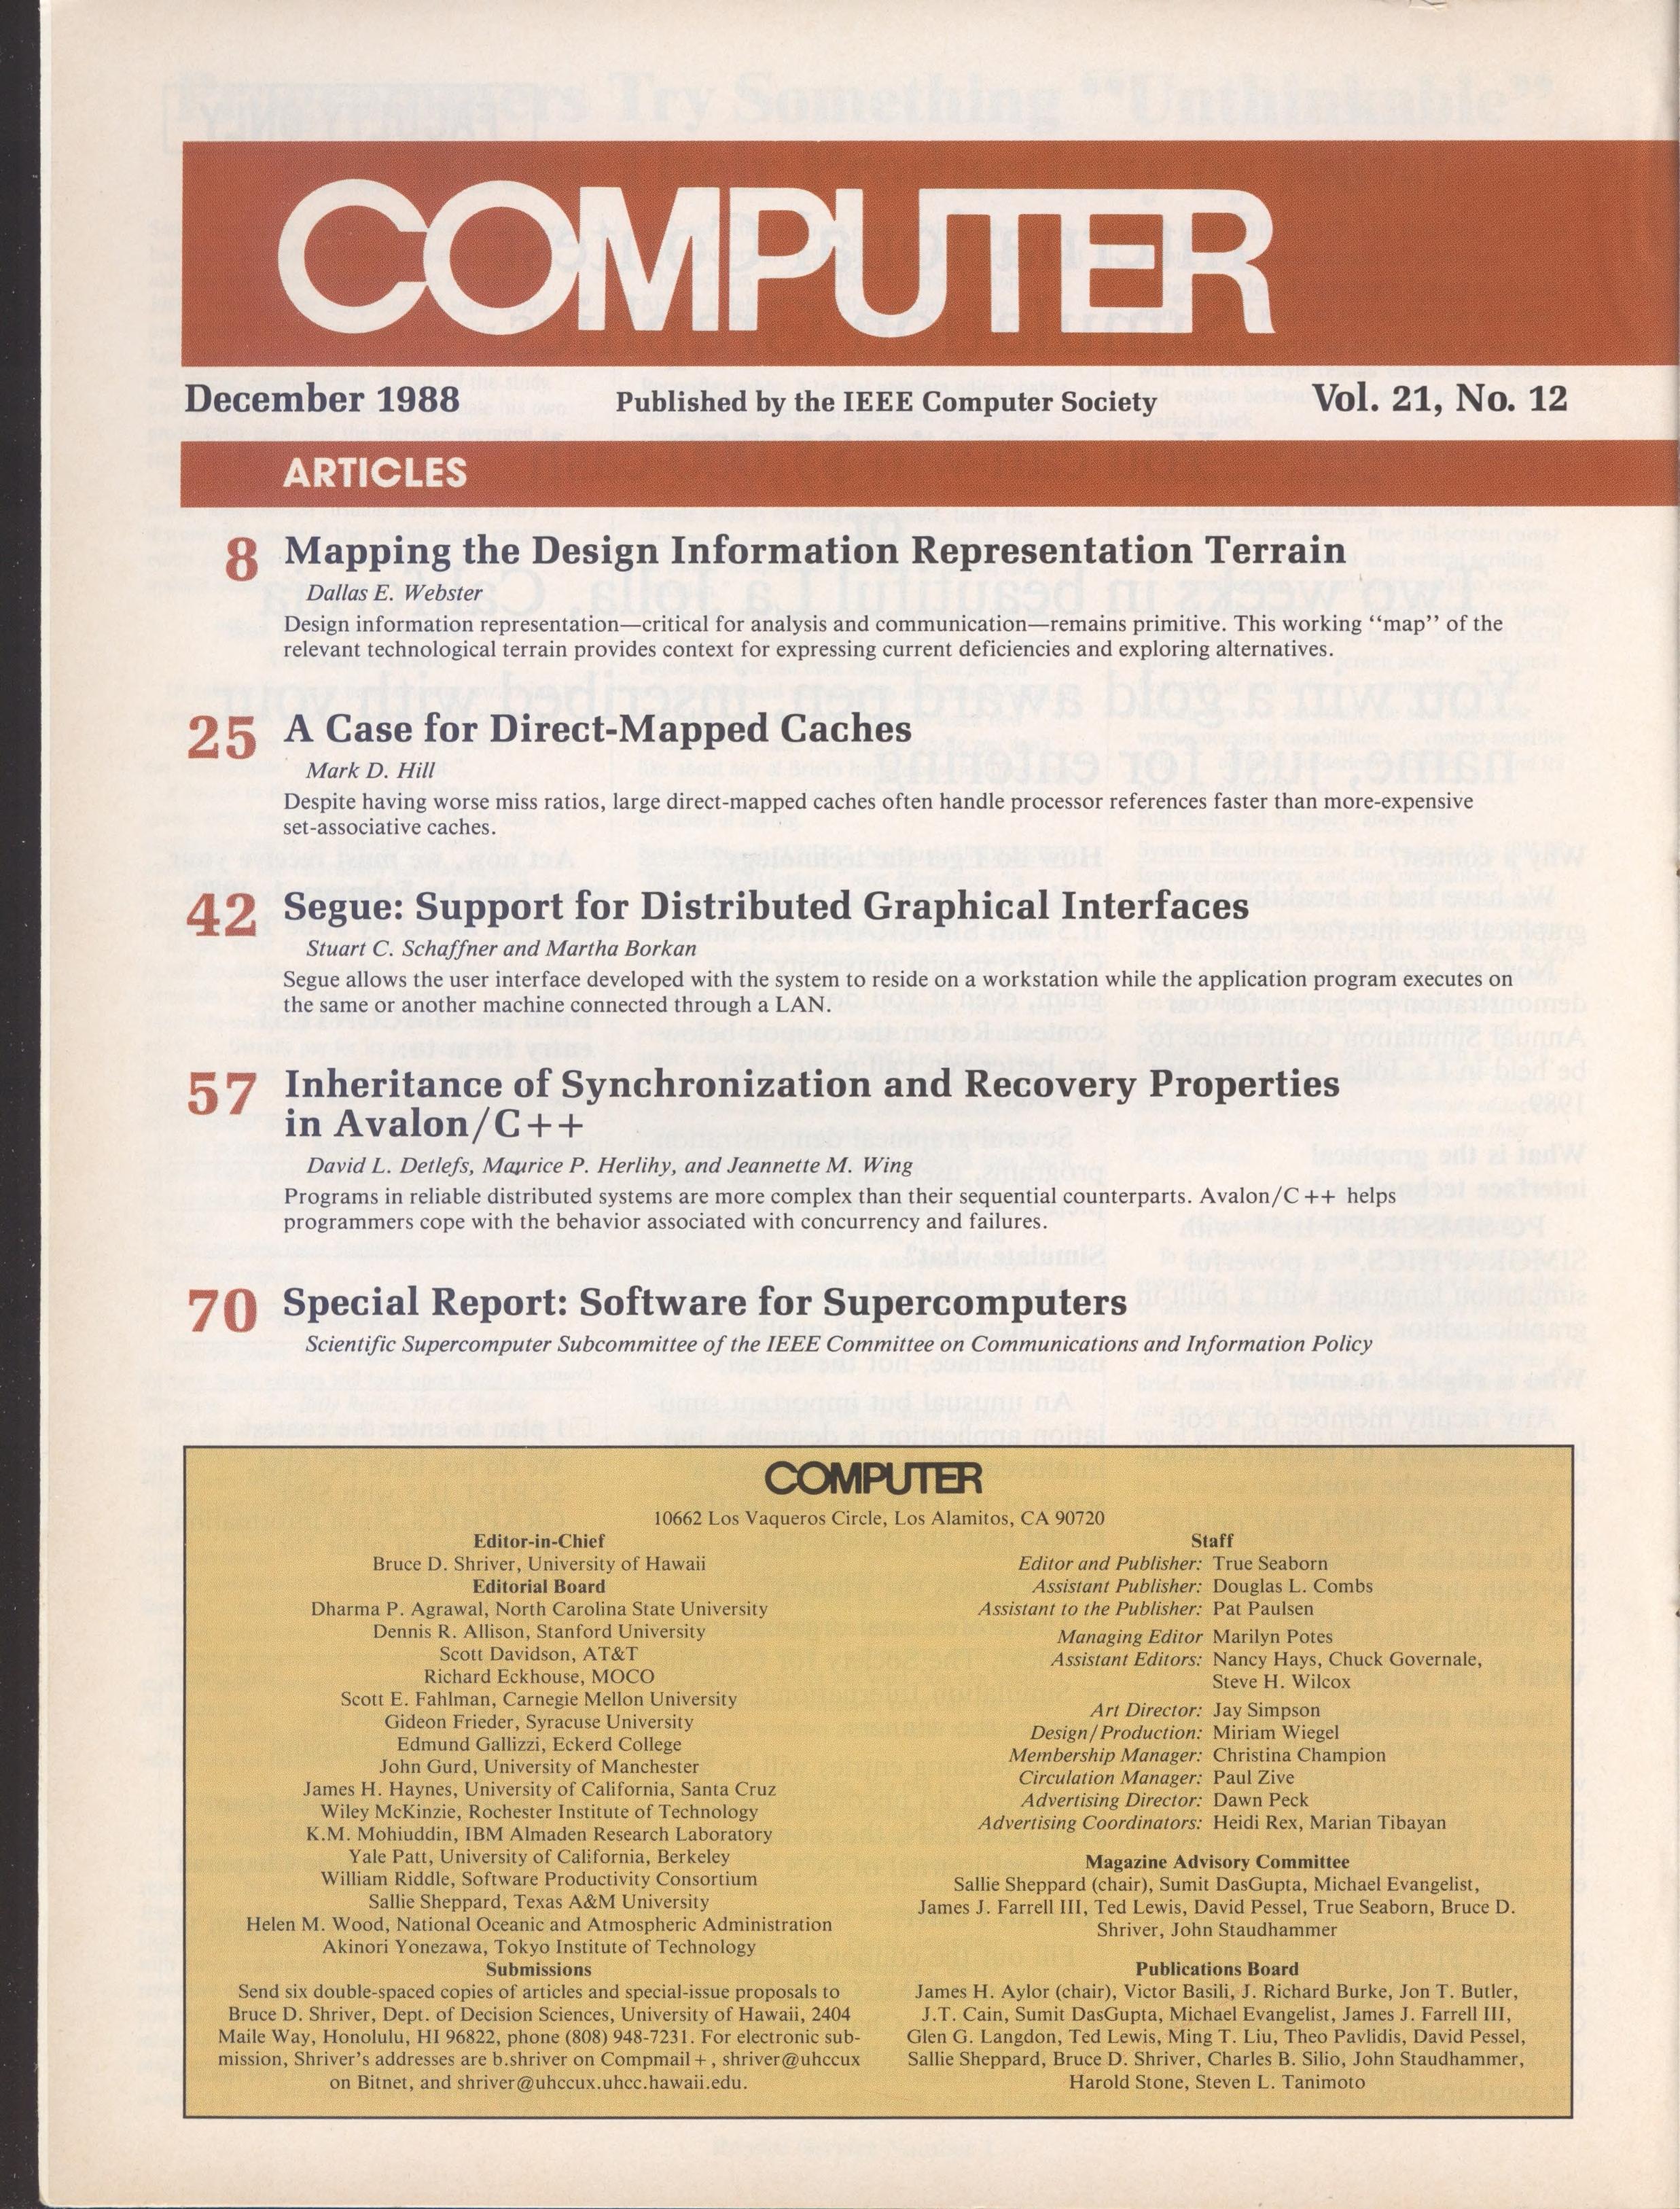 COMPUTER
December 1988 Published by the IEEE Computer Society Vol. 21, No. 12
ARTICLES
8 Mapping the Design Information Representation Terrain
Dallas E. Webster
Design information representation—critical for analysis and communication—remains primitive. This working “map” of the
relevant technological terrain provides context for expressing current deficiencies and exploring alternatives.
25 A Case for Direct-Mapped Caches
Mark D. Hill
Despite having worse miss ratios, large direct-mapped caches often handle processor references faster than more-expensive
set-associative caches.
42 Segue: Support for Distributed Graphical Interfaces
Stuart C. Schaffner and Martha Borkan
Segue allows the user interface developed with the system to reside on a workstation while the application program executes on
the same or another machine connected through a LAN.
57 Inheritance of Synchronization and Recovery Properties
in Avalon/C++
David L. Detlefs, Maurice P. Herlihy, and Jeannette M. Wing
Programs in reliable distributed systems are more complex than their sequential counterparts. Avalon/C++ helps
programmers cope with the behavior associated with concurrency and failures.
70 Special Report: Software for Supercomputers
Scientific Supercomputer Subcommittee of the IEEE Committee on Communications and Information Policy
COMPUTER
10662 Los Vaqueros Circle, Los Alamitos, CA 90720
Editor-in-Chief
Bruce D. Shriver, University of Hawaii
Editorial Board
Dharma P. Agrawal, North Carolina State University
Dennis R. Allison, Stanford University
Scott Davidson, AT&T
Richard Eckhouse, MOCO
Scott E. Fahlman, Carnegie Mellon University
Gideon Frieder, Syracuse University
Edmund Gallizzi, Eckerd College
John Gurd, University of Manchester
James H. Haynes, University of California, Santa Cruz
Wiley McKinzie, Rochester Institute of Technology
K.M. Mohiuddin, IBM Almaden Research Laboratory
Yale Patt, University of California, Berkeley
William Riddle, Software Productivity Consortium
Sallie Sheppard, Texas A&M University
Helen M. Wood, National Oceanic and Atmospheric Administration
Akinori Yonezawa, Tokyo Institute of Technology
Submissions
Send six double-spaced copies of articles and special-issue proposals to
Bruce D. Shriver, Dept. of Decision Sciences, University of Hawaii, 2404
Maile Way, Honolulu, HI 96822, phone (808) 948-7231. For electronic sub-
mission, Shriver's addresses are b.shriver on Compmail+, shriver@uhccux
on Bitnet, and shriver@uhccux.uhcc.hawaii.edu.
Staff
Editor and Publisher: True Seaborn
Assistant Publisher: Douglas L. Combs
Assistant to the Publisher: Pat Paulsen
Managing Editor Marilyn Potes
Assistant Editors: Nancy Hays, Chuck Governale,
Steve H. Wilcox
Art Director: Jay Simpson
Design/Production: Miriam Wiegel
Membership Manager: Christina Champion
Circulation Manager: Paul Zive
Advertising Director: Dawn Peck
Advertising Coordinators: Heidi Rex, Marian Tibayan
Magazine Advisory Committee
Sallie Sheppard (chair), Sumit DasGupta, Michael Evangelist,
James J. Farrell III, Ted Lewis, David Pessel, True Seaborn, Bruce D.
Shriver, John Staudhammer
Publications Board
James H. Aylor (chair), Victor Basili, J. Richard Burke, Jon T. Butler,
J.T. Cain, Sumit DasGupta, Michael Evangelist, James J. Farrell III,
Glen G. Langdon, Ted Lewis, Ming T. Liu, Theo Pavlidis, David Pessel,
Sallie Sheppard, Bruce D. Shriver, Charles B. Silio, John Staudhammer,
Harold Stone, Steven L. Tanimoto